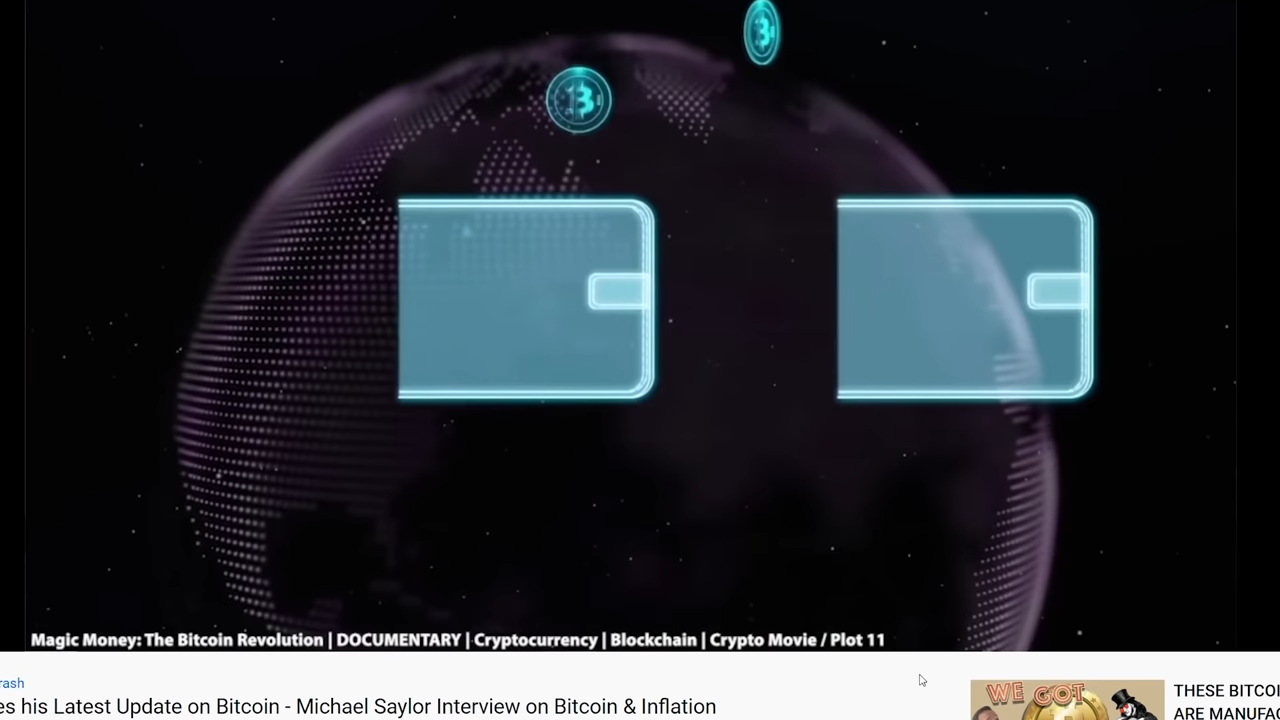 Magic Money: The Bitcoin Revolution | DOCUMENTARY | Cryptocurrency | Blockchain | Crypto Movie / Plot 11
rash
es his Latest Update on Bitcoin - Michael Saylor Interview on Bitcoin & Inflation
WE GOT
THESE BITCOI
ARE MANUFAC